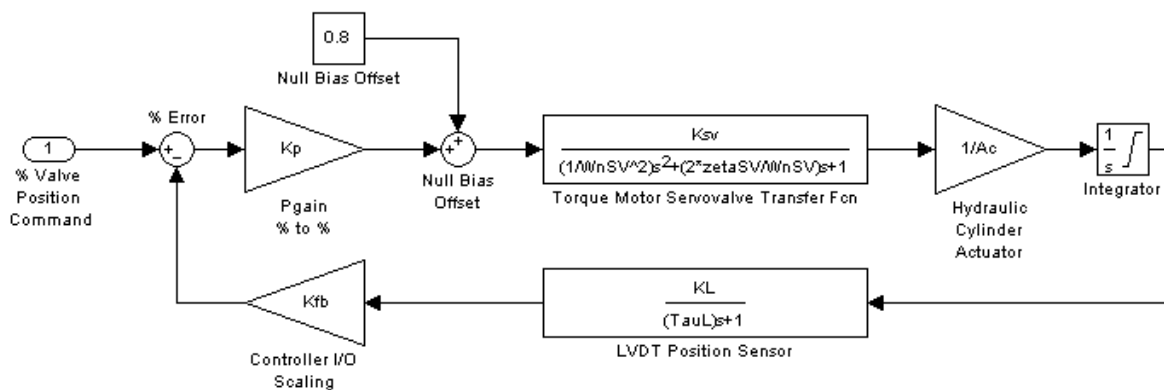 0.8
Null Bias Offset
% Error
1
% Valve
Position
Command
+
−
Kp
Pgain
% to %
+
+
Null Bias
Offset
Ksv
(1/WnSV^2)s²+(2*zetaSV/WnSV)s+1
Torque Motor Servovalve Transfer Fcn
1/Ac
Hydraulic
Cylinder
Actuator
1
s
Integrator
Kfb
Controller I/O
Scaling
KL
(TauL)s+1
LVDT Position Sensor